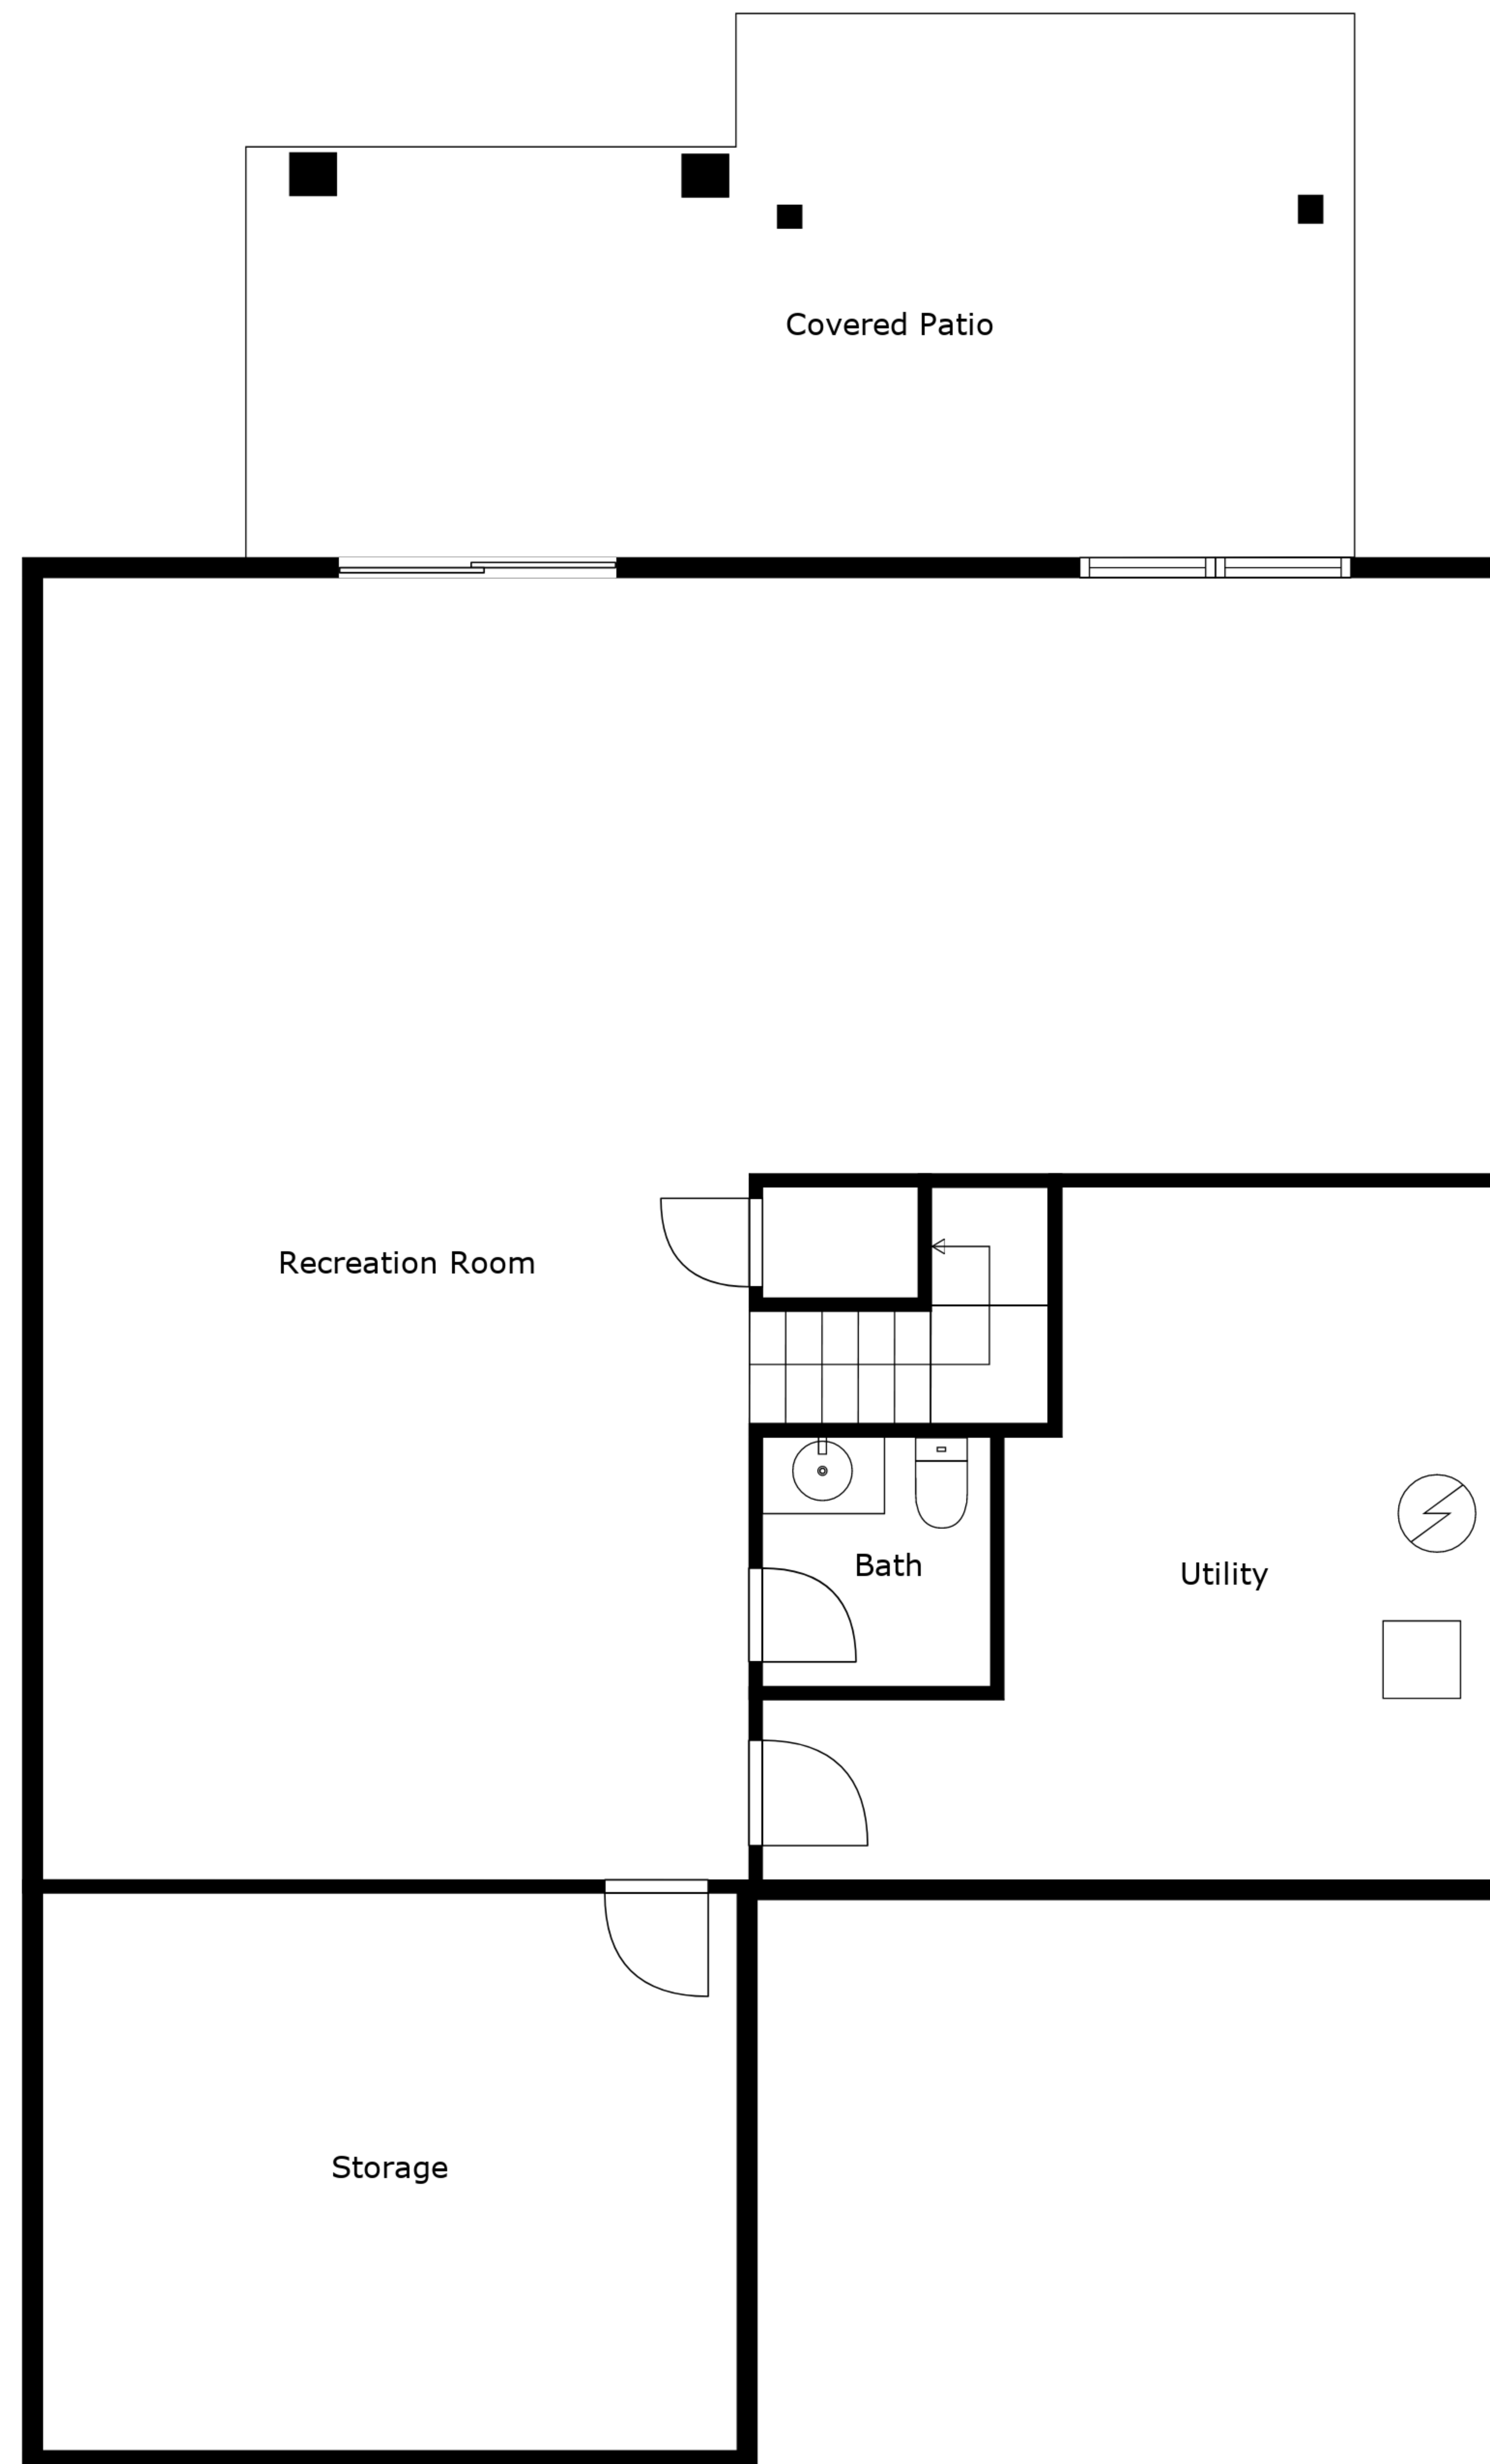 Covered Patio
Recreation Room
Bath
Utility
Storage